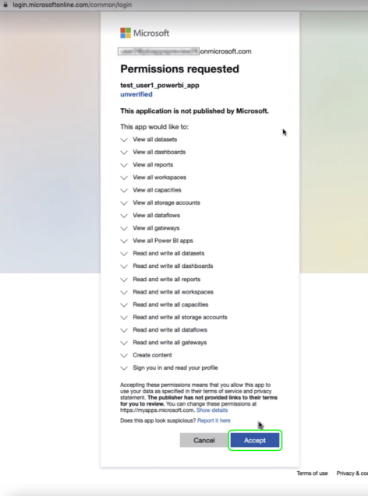 login.microsoftonline.com/common/login
Microsoft
onmicrosoft.com
Permissions requested
test_user1_powerbi_app
unverified
This application is not published by Microsoft.
This app would like to:
View all datasets
View all dashboards
View all reports
View all workspaces
View all capacities
View all storage accounts
View all dataflows
View all gateways
View all Power BI apps
Read and write all datasets
Read and write all dashboards
Read and write all reports
Read and write all workspaces
Read and write all capacities
Read and write all storage accounts
Read and write all dataflows
Read and write all gateways
Create content
Sign you in and read your profile
Accepting these permissions means that you allow this app to
use your data as specified in their terms of service and privacy
statement. The publisher has not provided links to their terms
for you to review. You can change these permissions at
https://myapps.microsoft.com. Show details
Does this app look suspicious? Report it here
Cancel Accept
Terms of use Privacy & coo